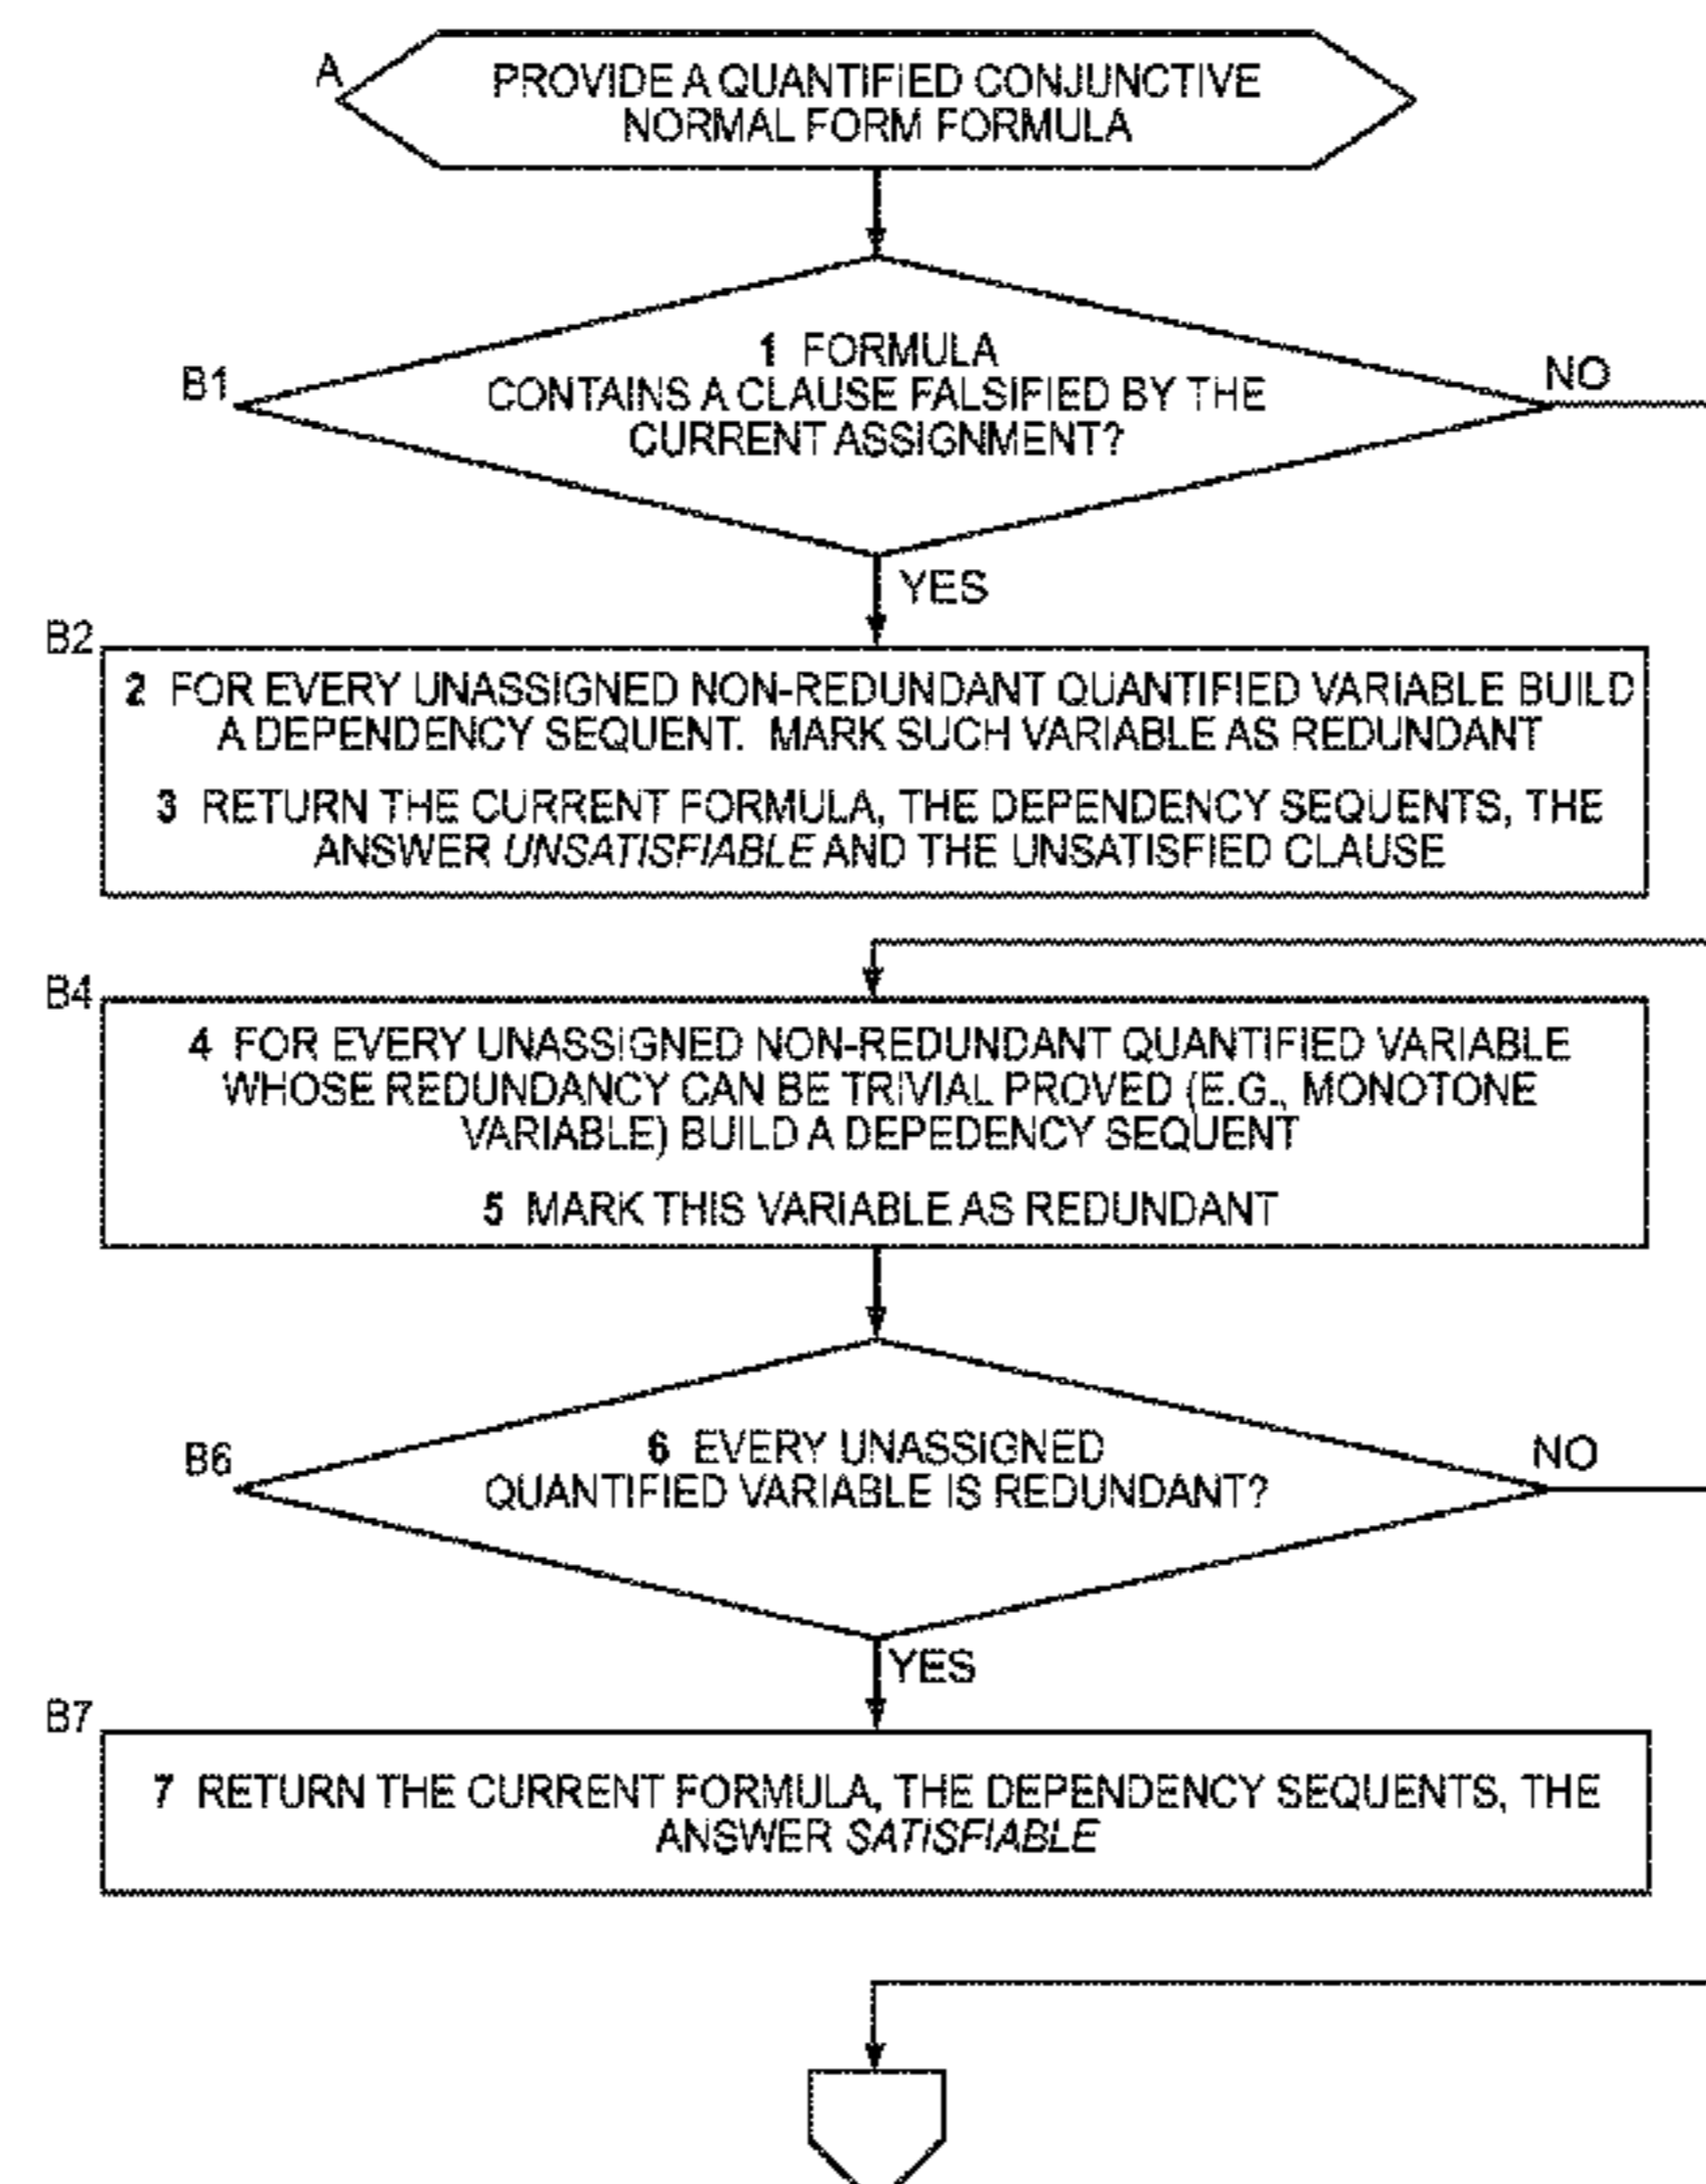 A
PROVIDE A QUANTIFIED CONJUNCTIVE
NORMAL FORM FORMULA
B1
1 FORMULA
CONTAINS A CLAUSE FALSIFIED BY THE
CURRENT ASSIGNMENT?
NO
YES
B2
2 FOR EVERY UNASSIGNED NON-REDUNDANT QUANTIFIED VARIABLE BUILD
A DEPENDENCY SEQUENT. MARK SUCH VARIABLE AS REDUNDANT
3 RETURN THE CURRENT FORMULA, THE DEPENDENCY SEQUENTS, THE
ANSWER UNSATISFIABLE AND THE UNSATISFIED CLAUSE
B4
4 FOR EVERY UNASSIGNED NON-REDUNDANT QUANTIFIED VARIABLE
WHOSE REDUNDANCY CAN BE TRIVIAL PROVED (E.G., MONOTONE
VARIABLE) BUILD A DEPEDENCY SEQUENT
5 MARK THIS VARIABLE AS REDUNDANT
B6
6 EVERY UNASSIGNED
QUANTIFIED VARIABLE IS REDUNDANT?
NO
YES
B7
7 RETURN THE CURRENT FORMULA, THE DEPENDENCY SEQUENTS, THE
ANSWER SATISFIABLE